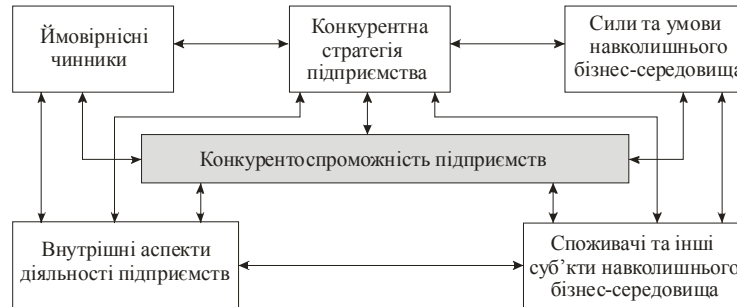 Ймовірнісні
чинники
Конкурентна
стратегія
підприємства
Сили та умови
навколишнього
бізнес-середовища
Конкурентоспроможність підприємств
Внутрішні аспекти
діяльності підприємств
Споживачі та інші
суб’єкти навколишнього
бізнес-середовища